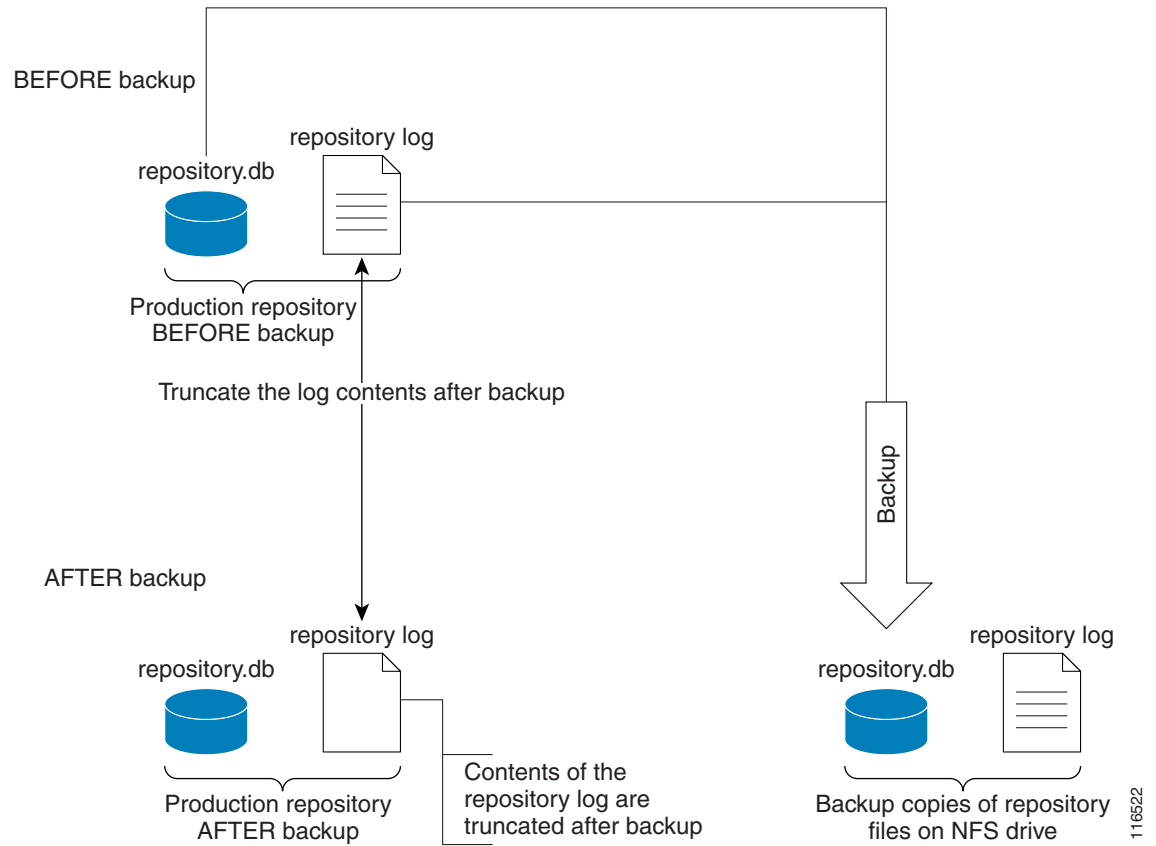 BEFORE backup
repository log
repository.db
Production repository
BEFORE backup
Truncate the log contents after backup
Backup
AFTER backup
repository log
repository.db
repository log
repository.db
Contents of the
repository log are
truncated after backup
Production repository
AFTER backup
Backup copies of repository
files on NFS drive
116522